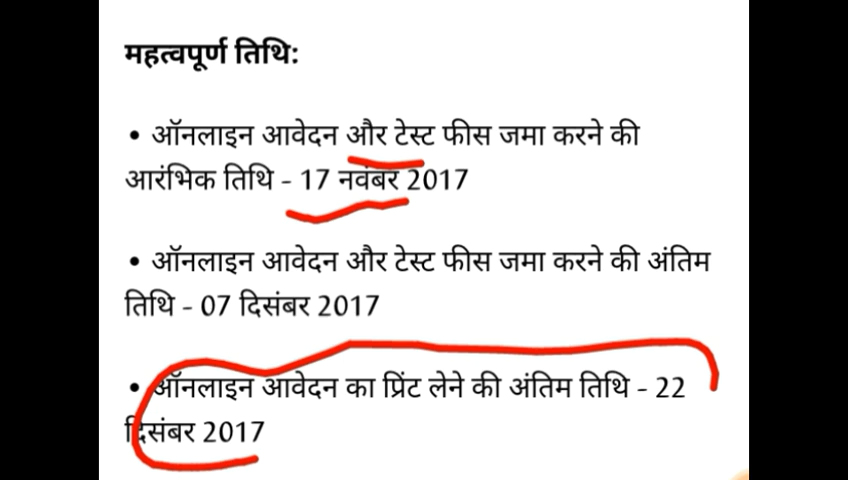 महत्वपूर्ण तिथि:
• ऑनलाइन आवेदन और टेस्ट फीस जमा करने की
आरंभिक तिथि - 17 नवंबर 2017
• ऑनलाइन आवेदन और टेस्ट फीस जमा करने की अंतिम
तिथि - 07 दिसंबर 2017
• ऑनलाइन आवेदन का प्रिंट लेने की अंतिम तिथि - 22
दिसंबर 2017